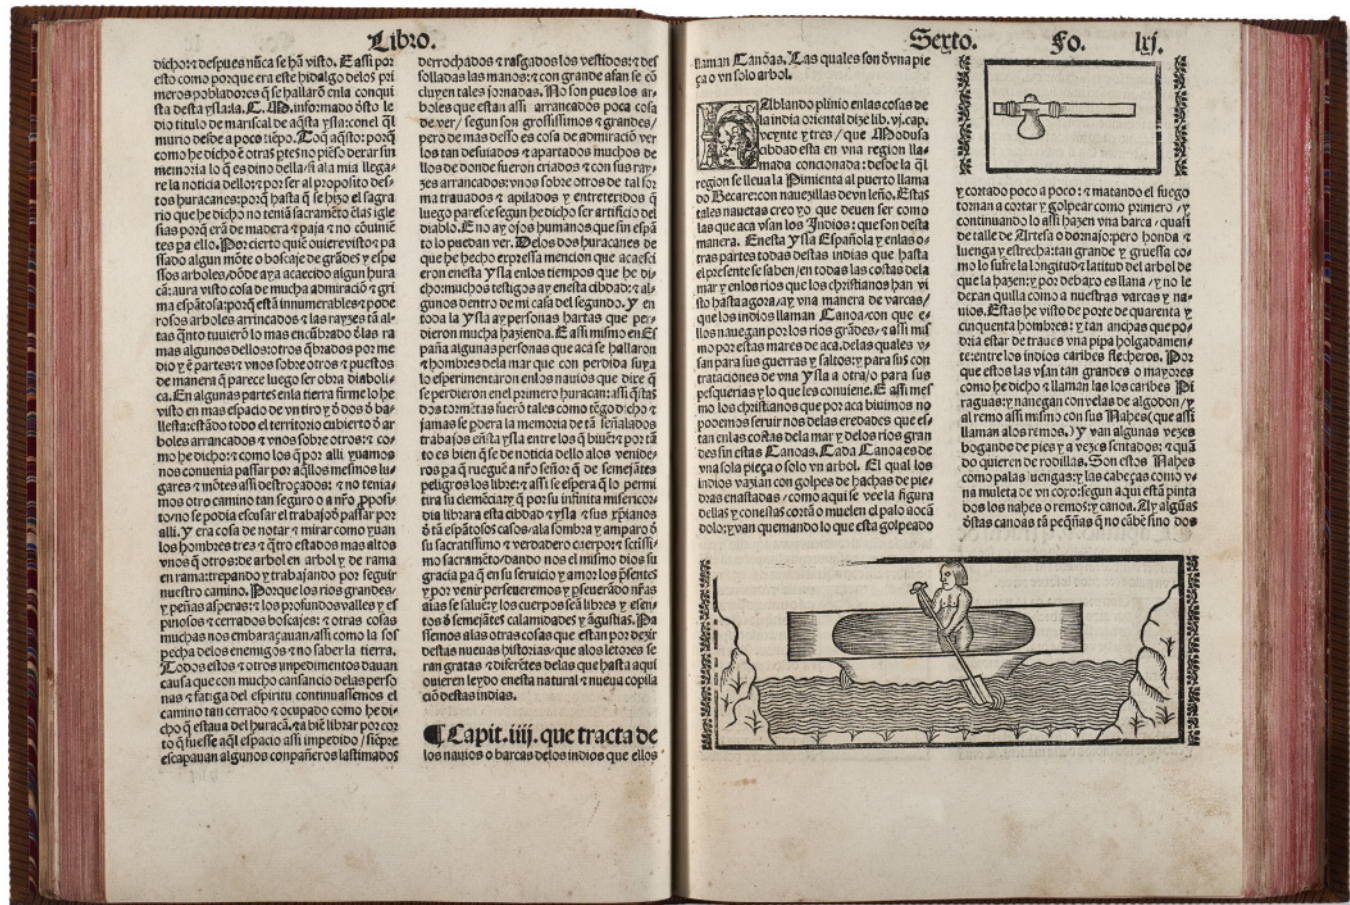 Libro.
dicho: ⁊ despues nũca se hã visto. E assi por
esto como porque era este hidalgo delos pri
meros pobladores q̃ se hallarõ enla conqui
sta desta ysla: la. C. M. informado ðsto le
dio titulo de mariscal de aq̃sta ysla: con el q̃l
murio desde a poco tiẽpo. Toq̃ aq̃sto: porq̃
como he dicho ẽ otras ptes no piẽso dexar sin
memoria lo q̃ es dino della / si ala mia llega-
re la noticia dello: ⁊ por ser al proposito des-
tos huracanes: porq̃ hasta q̃ se hizo el sagra
rio que he dicho no teniã sacramẽto ẽlas igle
sias porq̃ erã de madera ⁊ paja ⁊ no cõuiniẽ
tes pa ello. Por cierto quiẽ ouiere visto ⁊ pa
ssado algun mõte o boscaje de grãdes y espe
ssos arboles / dõde aya acaecido algun hura
cã: aura visto cosa de mucha admiraciõ ⁊ gri
ma espãtosa: porq̃ estã innumerables ⁊ pode
rosos arboles arrincados ⁊ las rayzes tã al-
tas q̃nto tuuierõ lo mas encũbrado ðlas ra
mas algunos dellos: otros q̃brados por me
dio y ẽ partes: ⁊ vnos sobre otros ⁊ puestos
de manera q̃ parece luego ser obra diaboli-
ca. En algunas partes enla tierra firme lo he
visto en mas espacio de vn tiro y ð dos ð ba-
llesta: estãdo todo el territorio cubierto ð ar
boles arrancados ⁊ vnos sobre otros: ⁊ co-
mo he dicho: ⁊ como los q̃ por alli yuamos
nos conuenia passar por aq̃llos mesmos lu-
gares ⁊ mõtes assi destroçados: ⁊ no tenia-
mos otro camino tan seguro o a nr̃o pposi-
to / no se podia escusar el trabajo ð passar por
alli. Y era cosa de notar ⁊ mirar como yuan
los hombres tres ⁊ q̃tro estados mas altos
vnos q̃ otros: de arbol en arbol y de rama
en rama: trepando y trabajando por seguir
nuestro camino. Porque los rios grandes /
y peñas asperas: ⁊ los profundos valles y es
pinosos ⁊ cerrados boscajes: ⁊ otras cosas
muchas nos embaraçauan / assi como la sos
pecha delos enemigos ⁊ no saber la tierra.
Todos estos ⁊ otros impedimentos dauan
causa que con mucho cansancio delas perso
nas ⁊ fatiga del espiritu continuassemos el
camino tan cerrado ⁊ ocupado como he di-
cho q̃ estaua del huracã. ⁊ a biẽ librar por cor
to q̃ fuesse aq̃l espacio assi impedido / siẽpre
escapauan algunos conpañeros lastimados
derrochados ⁊ rasgados los vestidos: ⁊ des
folladas las manos: ⁊ con grande afan se cõ
cluyen tales jornadas. No son pues los ar-
boles que estan assi arrancados poca cosa
de ver / segun son grossissimos ⁊ grandes /
pero de mas desso es cosa de admiraciõ ver
los tan desuiados ⁊ apartados muchos de
llos de donde fueron criados ⁊ con sus ray-
zes arrancados: vnos sobre otros de tal for
ma trauados ⁊ apilados y entreteridos q̃
luego paresce segun he dicho ser artificio del
diablo. E no ay ojos humanos que sin espã
to lo puedan ver. Delos dos huracanes de
que he hecho expressa mencion que acaesci
eron enesta ysla enlos tiempos que he di-
cho: muchos testigos ay enesta cibdad: ⁊ al-
gunos dentro de mi casa del segundo. Y en
toda la ysla ay personas hartas que per-
dieron mucha hazienda. E assi mismo en Es
paña algunas personas que aca se hallaron
⁊ hombres dela mar que con perdida suya
lo esperimentaron enlos nauios que dixe q̃
se perdieron en el primero huracan: assi q̃ estas
dos tormẽtas fuerõ tales como tẽgo dicho ⁊
jamas se pdera la memoria de tã señalados
trabajos eñsta ysla entre los q̃ biuẽ: ⁊ por tã
to es bien q̃ se de noticia dello alos venide-
ros pa q̃ rueguẽ a nr̃o señor q̃ de semejãtes
peligros los libre: ⁊ assi se espera q̃ lo permi
tira su clemẽcia: y q̃ por su infinita misericor-
dia librara esta cibdad ⁊ ysla ⁊ sus xp̃ianos
ð tã espãtosos casos / ala sombra y amparo ð
su sacratissimo ⁊ verdadero cuerpo: ⁊ sctissi-
mo sacramẽto / dando nos el mismo dios su
gracia pa q̃ en su seruicio y amor los p̃sentes
y por venir perseueremos y pseuerãdo nr̃as
aĩas se saluẽ: y los cuerpos seã libres y esen-
tos ð semejãtes calamidades y ãgustias. Pa
ssemos alas otras cosas que estan por dezir
destas nueuas historias / que alos letores se
ran gratas ⁊ diferẽtes delas que hasta aqui
ouieren leydo enesta natural ⁊ nueua copila
ciõ destas indias.
¶ Capit. iiij. que tracta de
los nauios o barcas delos indios que ellos
Sexto. Fo. lxj.
llaman Canõas. Las quales son ðvna pie
ça o vn solo arbol.
HAblando plinio enlas cosas de
la india oriental dize lib. vj. cap.
veynte y tres / que Modusa
cibdad esta en vna region lla-
mada concionada: desde la q̃l
region se lleua la Pimienta al puerto llama
do Becare: con nauezillas de vn leño. Estas
tales nauetas creo yo que deuen ser como
las que aca vsan los Indios: que son desta
manera. Enesta Ysla Española y enlas o-
tras partes todas destas indias que hasta
el presente se saben / en todas las costas dela
mar y enlos rios que los christianos han vi
sto hasta agora / ay vna manera de varcas /
que los indios llaman Canoa / con que e-
llos nauegan por los rios grãdes / ⁊ assi mis
mo por estas mares de aca. delas quales v-
san para sus guerras y saltos: y para sus con
trataciones de vna Ysla a otra / o para sus
pesquerias y lo que les conuiene. E assi mes
mo los christianos que por aca biuimos no
podemos seruir nos delas eredades que es-
tan enlas costas dela mar y delos rios gran
des sin estas Canoas. Cada Canoa es de
vna sola pieça o solo vn arbol. El qual los
indios vazian con golpes de hachas de pie-
dras enastadas / como aqui se vee la figura
dellas y conestas cortã o muelen el palo aocã
dolo: y van quemando lo que esta golpeado
y cortado poco a poco: ⁊ matando el fuego
tornan a cortar y golpear como primero / y
continuando lo assi hazen vna barca / quasi
de talle de Artesa o dornajo: pero honda ⁊
luenga y estrecha: tan grande y gruessa co-
mo lo sufre la longitud ⁊ latitud del arbol de
que la hazen: y por debaxo es llana / y no le
dexan quilla como a nuestras varcas y na-
uios. Estas he visto de porte de quarenta y
cinquenta hombres: y tan anchas que po-
dria estar de traues vna pipa holgadamen-
te: entre los indios caribes flecheros. Por
que estos las vsan tan grandes o mayores
como he dicho ⁊ llaman las los caribes Pi
raguas: y nauegan con velas de algodon / y
al remo assi mismo con sus Nahes (que assi
llaman alos remos.) Y van algunas vezes
bogando de pies y a vezes sentados: ⁊ quã
do quieren de rodillas. Son estos Nahes
como palas luengas: y las cabeças como v-
na muleta de vn coxo: segun aqui estã pinta
dos los nahes o remos: y canoa. Ay algũas
ðstas canoas tã peq̃ñas q̃ no cabẽ sino dos